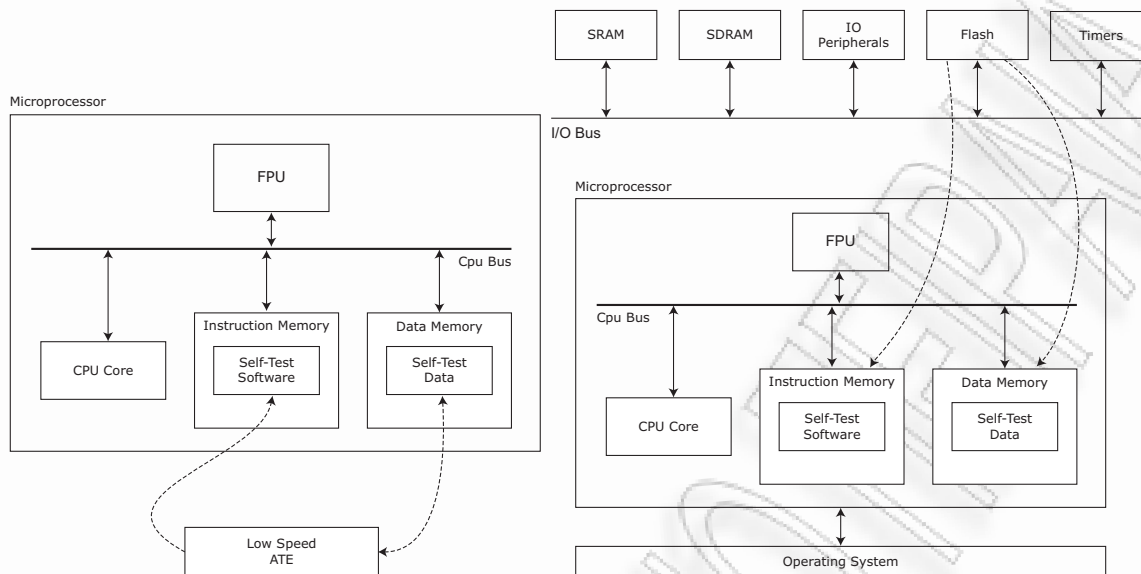 Microprocessor
FPU
Cpu Bus
CPU Core
Instruction Memory
Self-Test
Software
Data Memory
Self-Test
Data
Low Speed
ATE
SRAM
SDRAM
IO
Peripherals
Flash
Timers
I/O Bus
Microprocessor
FPU
Cpu Bus
CPU Core
Instruction Memory
Self-Test
Software
Data Memory
Self-Test
Data
Operating System